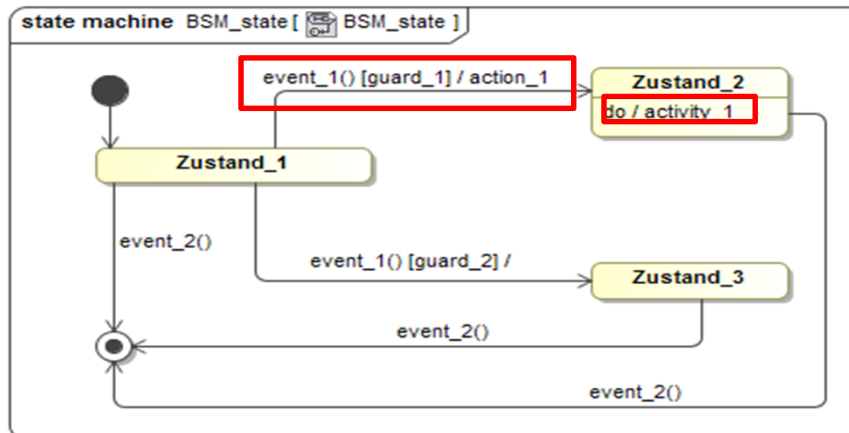 state machine BSM_state [ BSM_state ]
event_1() [guard_1] / action_1
Zustand_2
do / activity_1
Zustand_1
event_2()
event_1() [guard_2] /
Zustand_3
event_2()
event_2()